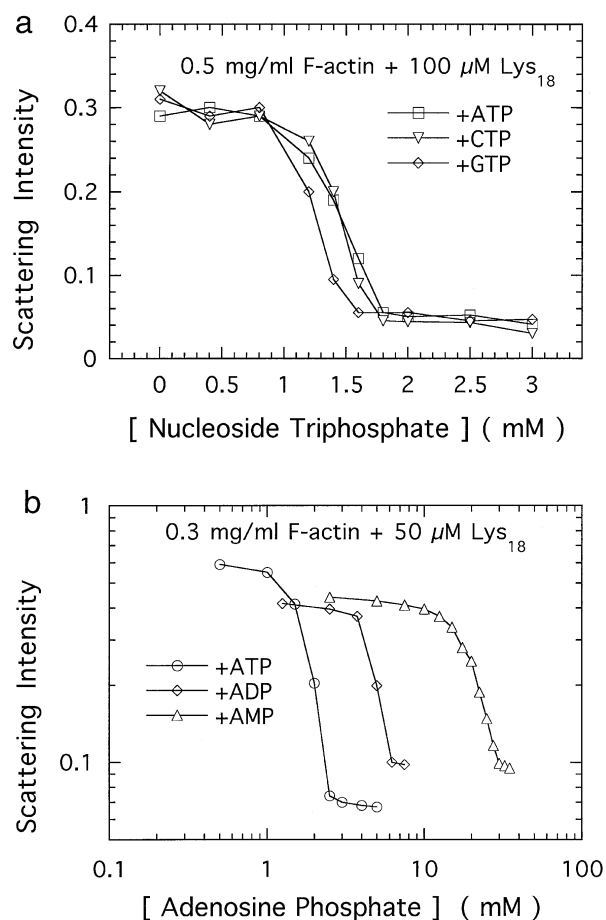 a
0.5 mg/ml F-actin + 100 µM Lys18
+ATP
+CTP
+GTP
Scattering Intensity
0.4
0.3
0.2
0.1
0
0 0.5 1 1.5 2 2.5 3
[ Nucleoside Triphosphate ] ( mM )
b
0.3 mg/ml F-actin + 50 µM Lys18
+ATP
+ADP
+AMP
Scattering Intensity
1
0.1
0.1 1 10 100
[ Adenosine Phosphate ] ( mM )